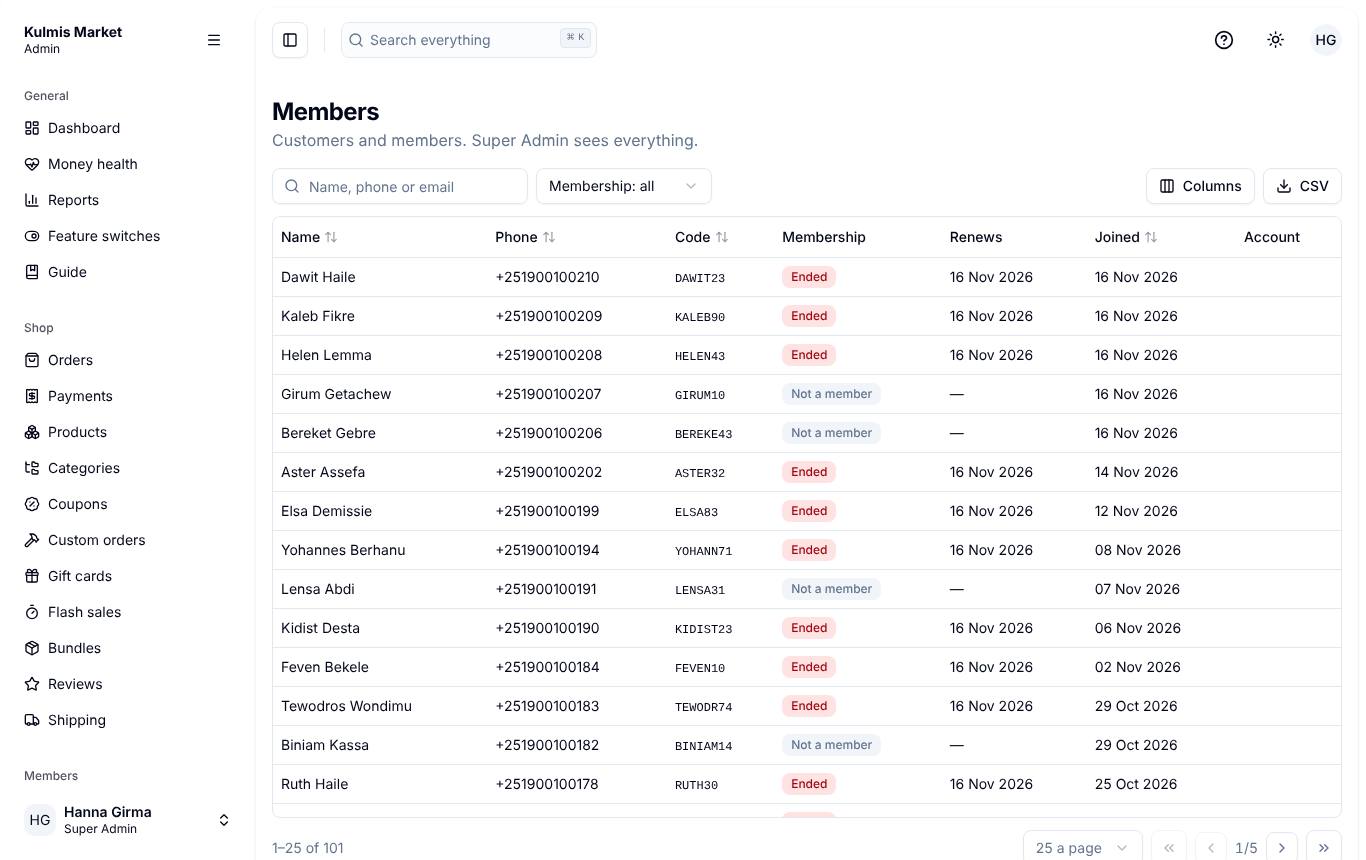 Kulmis Market
Admin
General
Dashboard
Money health
Reports
Feature switches
Guide
Shop
Orders
Payments
Products
Categories
Coupons
Custom orders
Gift cards
Flash sales
Bundles
Reviews
Shipping
Members
HG
Hanna Girma
Super Admin
Search everything ⌘ K
HG
Members
Customers and members. Super Admin sees everything.
Name, phone or email Membership: all Columns CSV
Name Phone Code Membership Renews Joined Account
Dawit Haile +251900100210 DAWIT23 Ended 16 Nov 2026 16 Nov 2026
Kaleb Fikre +251900100209 KALEB90 Ended 16 Nov 2026 16 Nov 2026
Helen Lemma +251900100208 HELEN43 Ended 16 Nov 2026 16 Nov 2026
Girum Getachew +251900100207 GIRUM10 Not a member — 16 Nov 2026
Bereket Gebre +251900100206 BEREKE43 Not a member — 16 Nov 2026
Aster Assefa +251900100202 ASTER32 Ended 16 Nov 2026 14 Nov 2026
Elsa Demissie +251900100199 ELSA83 Ended 16 Nov 2026 12 Nov 2026
Yohannes Berhanu +251900100194 YOHANN71 Ended 16 Nov 2026 08 Nov 2026
Lensa Abdi +251900100191 LENSA31 Not a member — 07 Nov 2026
Kidist Desta +251900100190 KIDIST23 Ended 16 Nov 2026 06 Nov 2026
Feven Bekele +251900100184 FEVEN10 Ended 16 Nov 2026 02 Nov 2026
Tewodros Wondimu +251900100183 TEWODR74 Ended 16 Nov 2026 29 Oct 2026
Biniam Kassa +251900100182 BINIAM14 Not a member — 29 Oct 2026
Ruth Haile +251900100178 RUTH30 Ended 16 Nov 2026 25 Oct 2026
1–25 of 101 25 a page 1/5